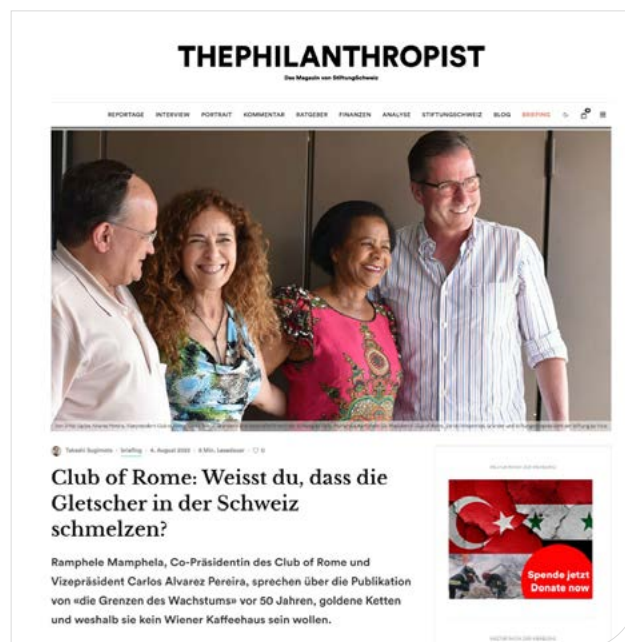 THEPHILANTHROPIST
Das Magazin von StiftungSchweiz
REPORTAGE INTERVIEW PORTRAIT KOMMENTAR RATGEBER FINANZEN ANALYSE STIFTUNGSCHWEIZ BLOG BRIEFING
Takashi Sugimoto briefing 4. August 2022 8 Min. Lesedauer 0
Club of Rome: Weisst du, dass die
Gletscher in der Schweiz
schmelzen?
Ramphele Mamphela, Co-Präsidentin des Club of Rome und
Vizepräsident Carlos Alvarez Pereira, sprechen über die Publikation
von «die Grenzen des Wachstums» vor 50 Jahren, goldene Ketten
und weshalb sie kein Wiener Kaffeehaus sein wollen.
Spende jetzt
Donate now